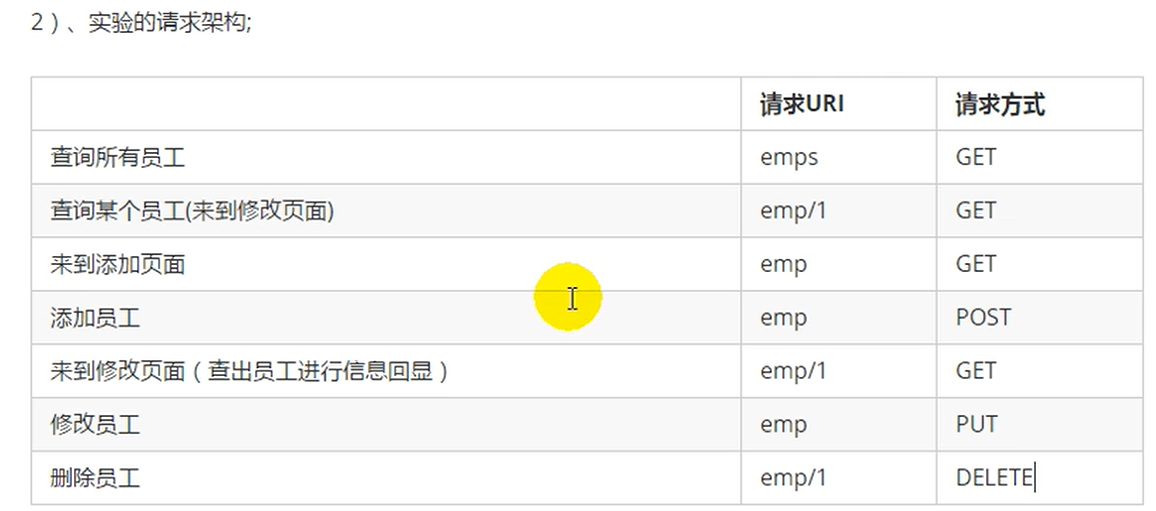 2）、实验的请求架构;
请求URI 请求方式
查询所有员工 emps GET
查询某个员工(来到修改页面) emp/1 GET
来到添加页面 emp GET
添加员工 emp POST
来到修改页面（查出员工进行信息回显） emp/1 GET
修改员工 emp PUT
删除员工 emp/1 DELETE